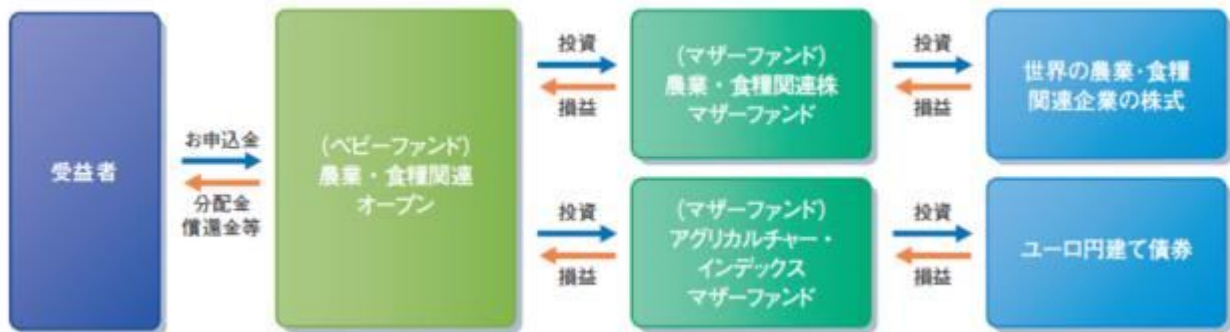 受益者
お申込金
分配金
償還金等
(ベビーファンド)
農業・食糧関連
オープン
投資
損益
(マザーファンド)
農業・食糧関連株
マザーファンド
投資
損益
世界の農業・食糧
関連企業の株式
投資
損益
(マザーファンド)
アグリカルチャー・
インデックス
マザーファンド
投資
損益
ユーロ円建て債券